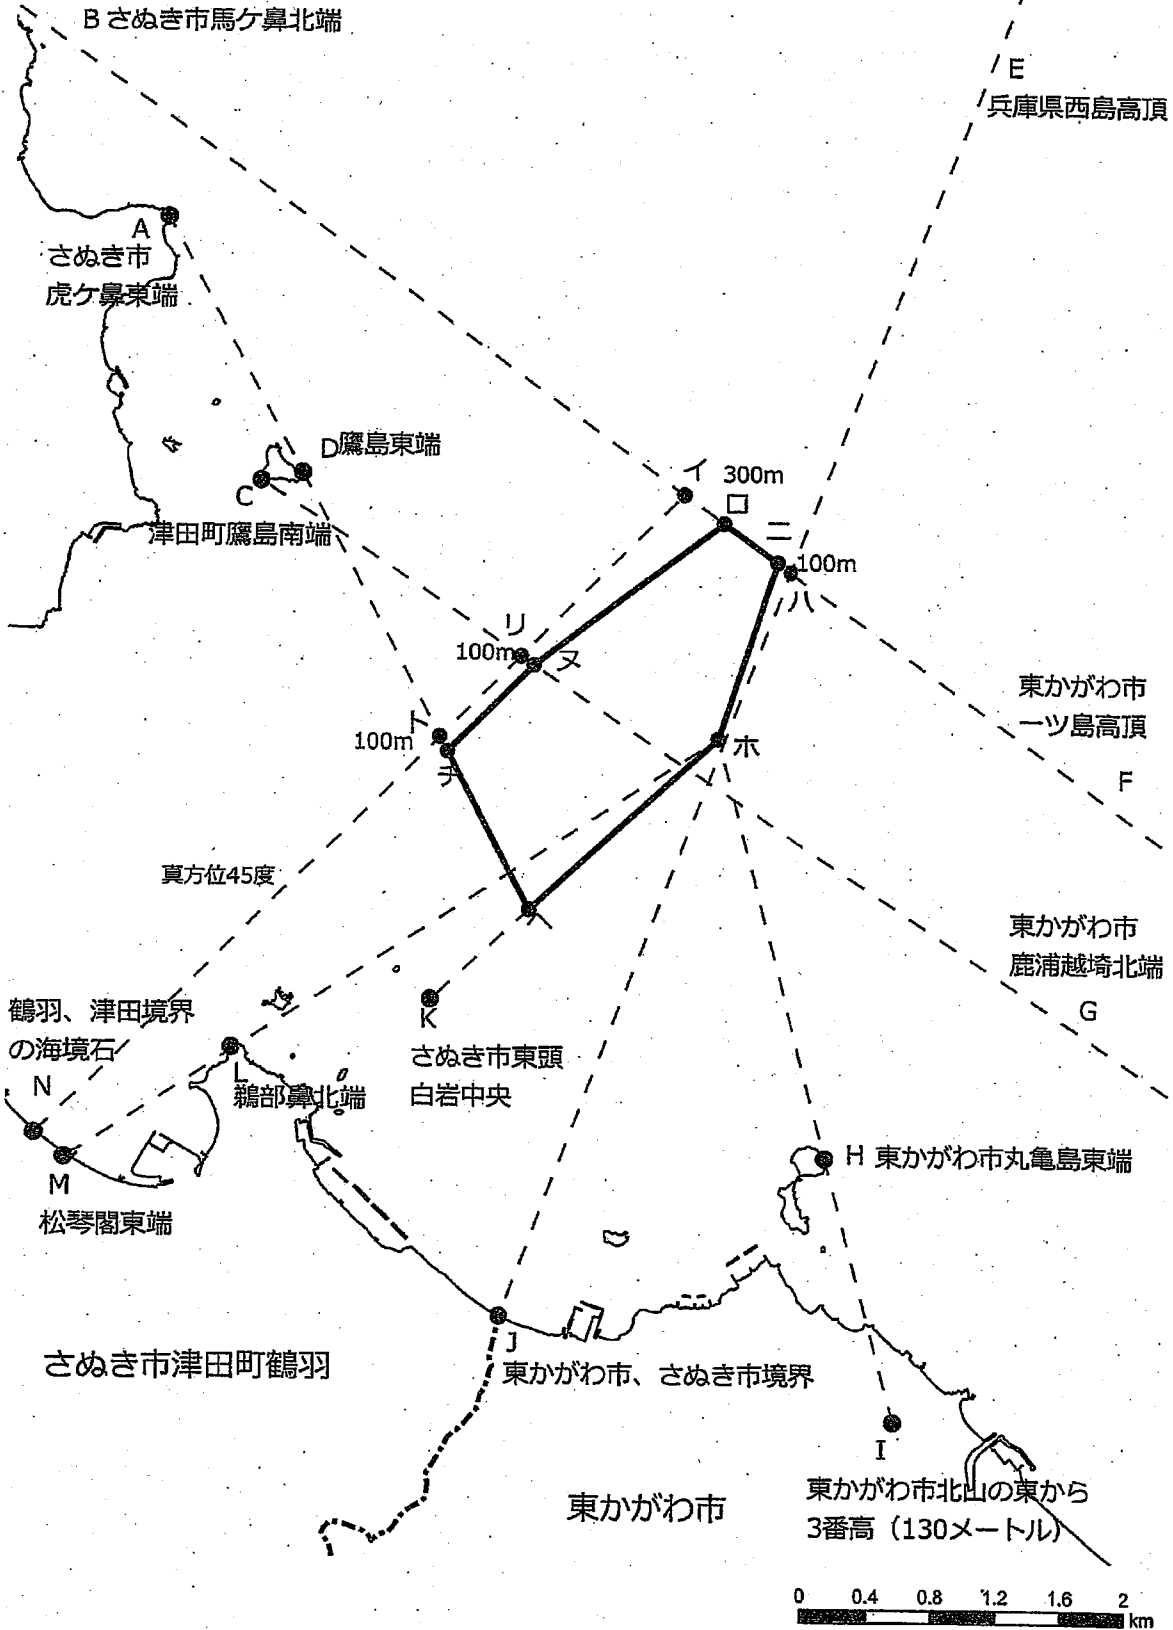 B さぬき市馬ケ鼻北端
E
兵庫県西島高頂
A
さぬき市
虎ケ鼻東端
D鷹島東端
C
津田町鷹島南端
イ
300m
ロ
ニ
100m
ハ
リ
100m
ヌ
ト
100m
チ
ホ
東かがわ市
一ツ島高頂
F
真方位45度
ヘ
東かがわ市
鹿浦越埼北端
G
鶴羽、津田境界
の海境石
N
K
さぬき市東頭
白岩中央
L
鵜部鼻北端
M
松琴閣東端
H 東かがわ市丸亀島東端
J
東かがわ市、さぬき市境界
さぬき市津田町鶴羽
I
東かがわ市北山の東から
3番高（130メートル）
東かがわ市
0 0.4 0.8 1.2 1.6 2
km